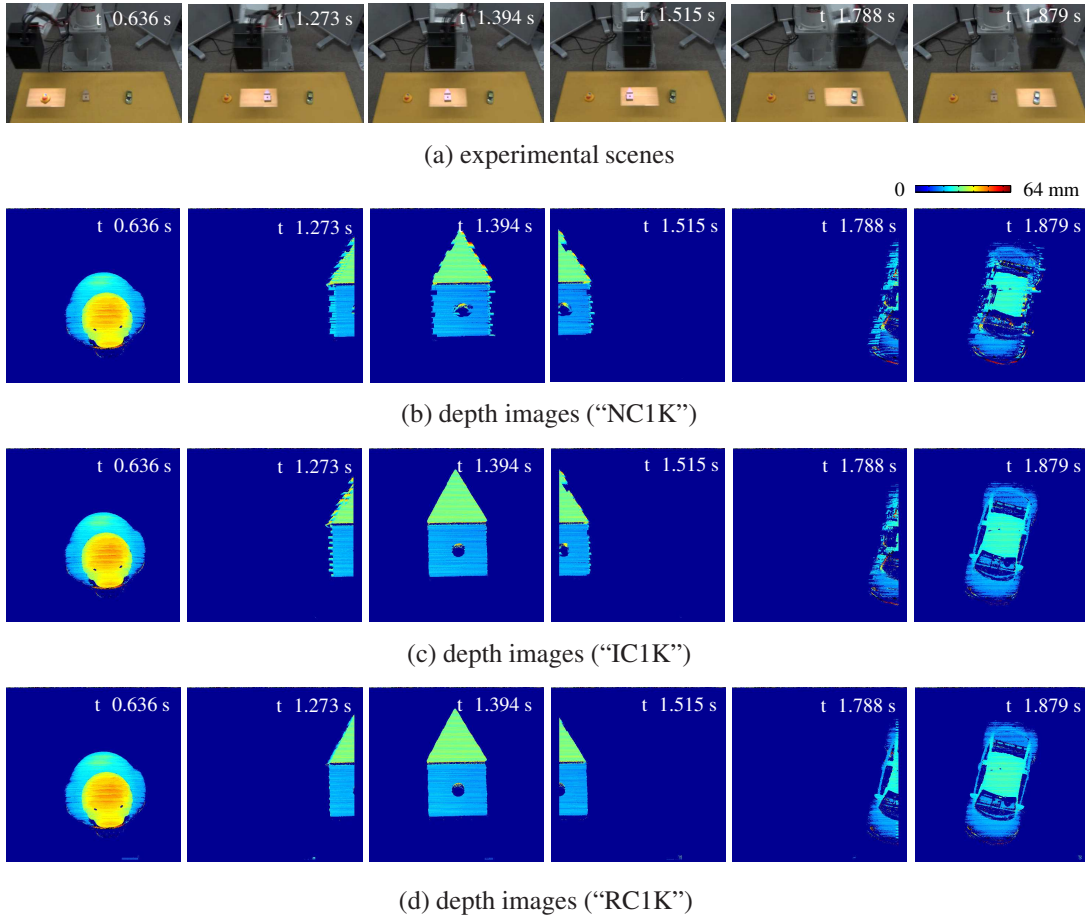 0.636 s 1.273 s 1.394 s 1.515 s 1.788 s 1.879 s
(a) experimental scenes
0 64 mm
t 0.636 s t 1.273 s t 1.394 s t 1.515 s t 1.788 s t 1.879 s
(b) depth images (“NC1K”)
t 0.636 s t 1.273 s t 1.394 s t 1.515 s t 1.788 s t 1.879 s
(c) depth images (“IC1K”)
t 0.636 s t 1.273 s t 1.394 s t 1.515 s t 1.788 s t 1.879 s
(d) depth images (“RC1K”)